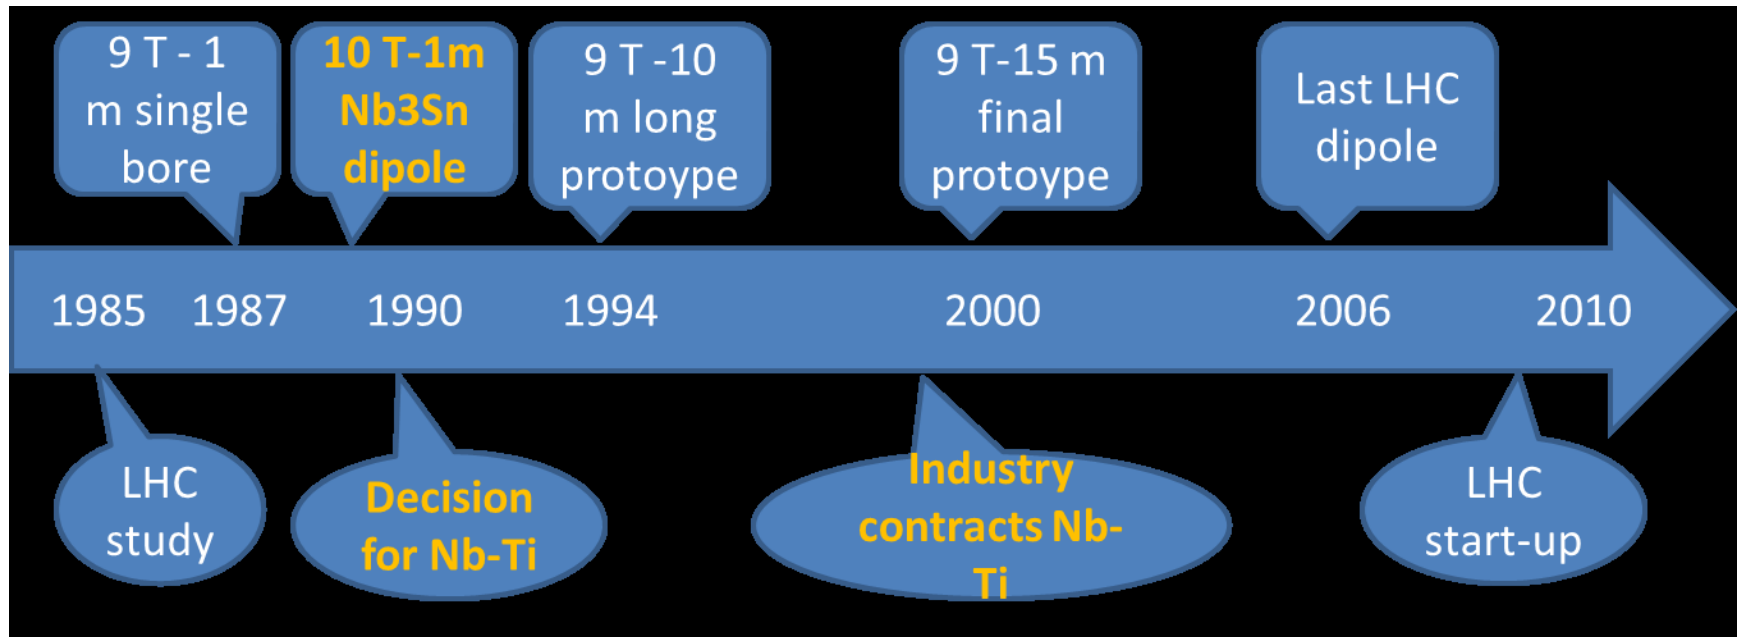 9 T - 1
m single
bore
10 T-1m
Nb3Sn
dipole
9 T -10
m long
protoype
9 T-15 m
final
protoype
Last LHC
dipole
1985 1987 1990 1994 2000 2006 2010
LHC
study
Decision
for Nb-Ti
Industry
contracts Nb-
Ti
LHC
start-up